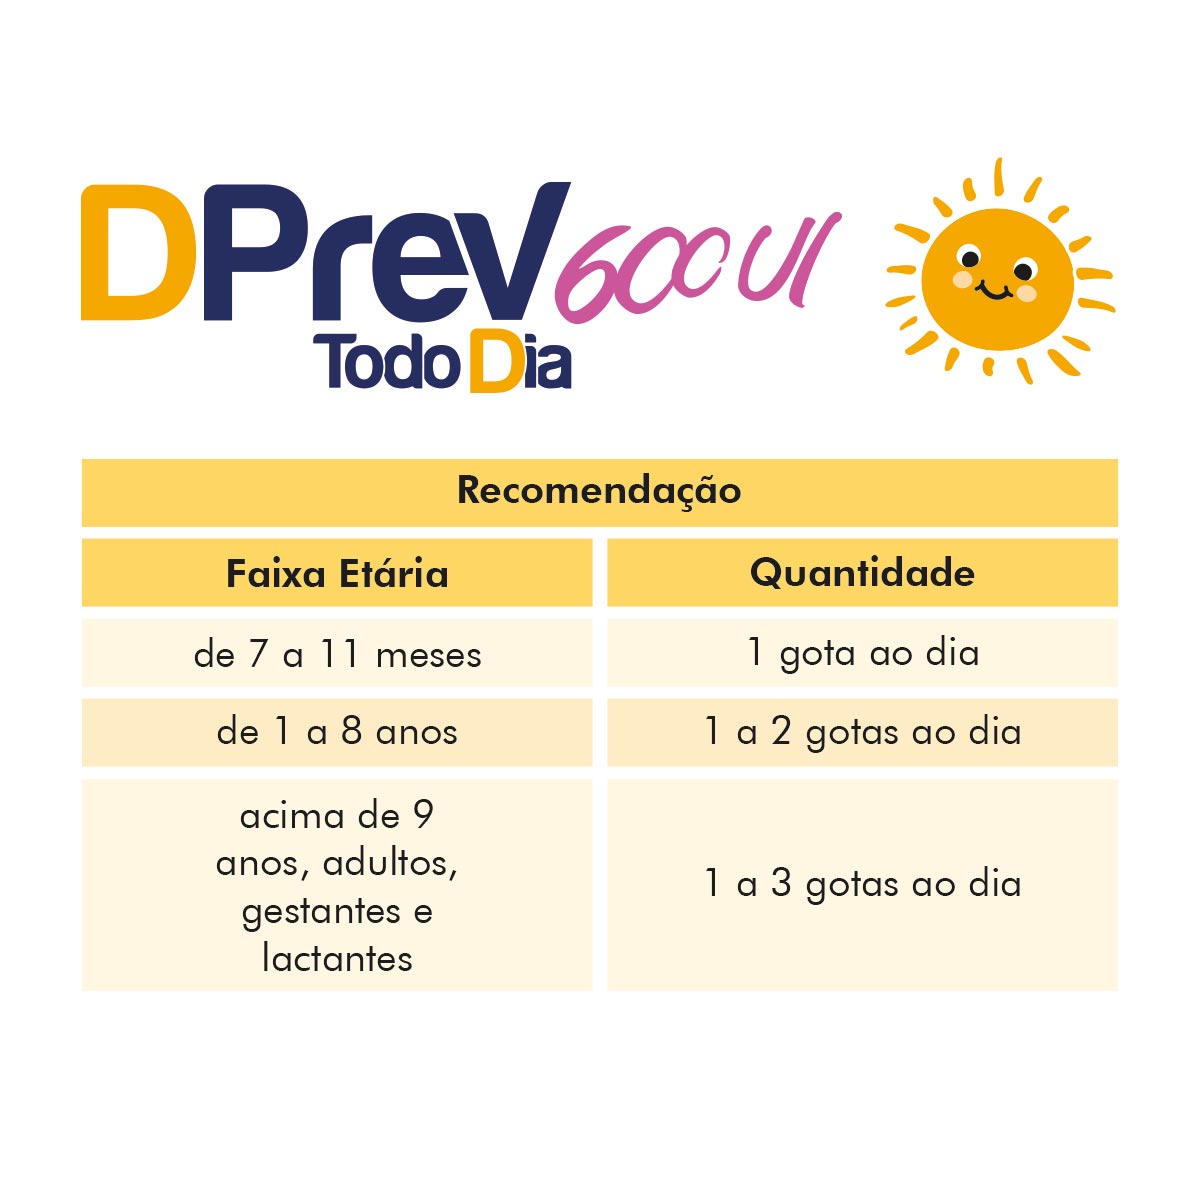 DPrev 600 UI
Todo Dia
Recomendação
Faixa Etária Quantidade
de 7 a 11 meses 1 gota ao dia
de 1 a 8 anos 1 a 2 gotas ao dia
acima de 9
anos, adultos,
gestantes e
lactantes
1 a 3 gotas ao dia